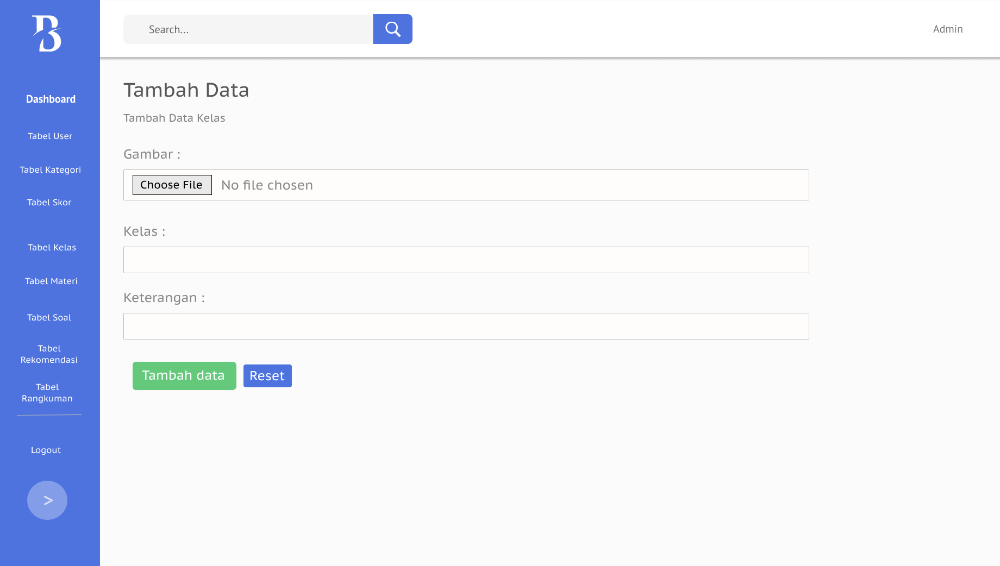 B
Search...
Admin
Dashboard
Tabel User
Tabel Kategori
Tabel Skor
Tabel Kelas
Tabel Materi
Tabel Soal
Tabel
Rekomendasi
Tabel
Rangkuman
Logout
>
Tambah Data
Tambah Data Kelas
Gambar :
Choose File No file chosen
Kelas :
Keterangan :
Tambah data Reset